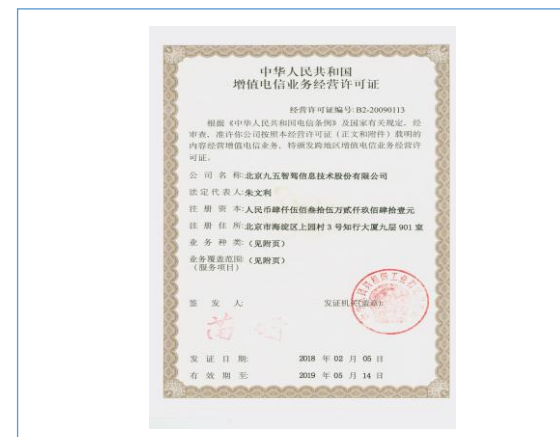 中华人民共和国
增值电信业务经营许可证
经营许可证编号: B2-20090113
根据《中华人民共和国电信条例》及国家有关规定，经
审查，准许你公司按照本经营许可证（正文和附件）载明的
内容经营增值电信业务。特颁发跨地区增值电信业务经营许
可证。
公司名称: 北京九五智驾信息技术股份有限公司
法定代表人: 朱文利
注册资本: 人民币肆仟伍佰叁拾伍万贰仟玖佰肆拾壹元
注册住所: 北京市海淀区上园村3号知行大厦九层901室
业务种类: (见附页)
业务覆盖范围: (见附页)
(服务项目)
签发人: 发证机关(盖章):
发证日期: 2018 年 02 月 05 日
有效期至: 2019 年 05 月 14 日